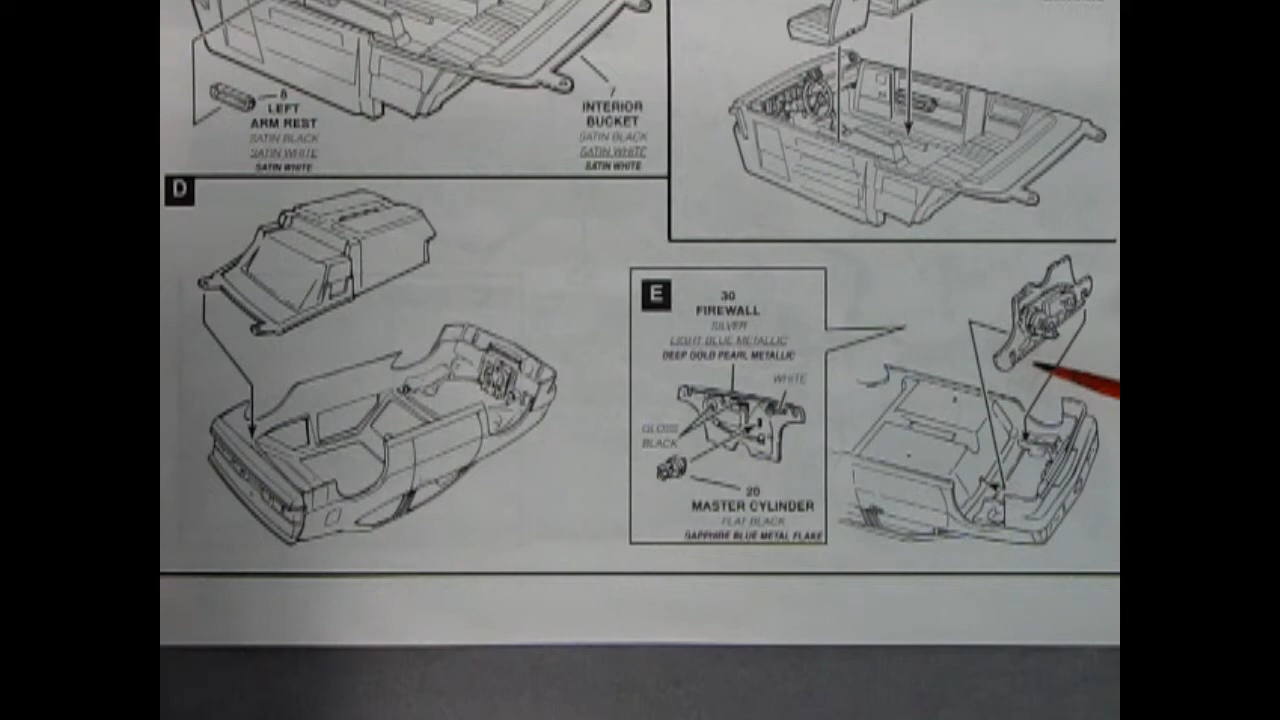 8
LEFT
ARM REST
SATIN BLACK
SATIN WHITE
SATIN WHITE
7
INTERIOR
BUCKET
SATIN BLACK
SATIN WHITE
SATIN WHITE
D
E
30
FIREWALL
SILVER
LIGHT BLUE METALLIC
DEEP GOLD PEARL METALLIC
WHITE
GLOSS
BLACK
20
MASTER CYLINDER
FLAT BLACK
SAPPHIRE BLUE METAL FLAKE